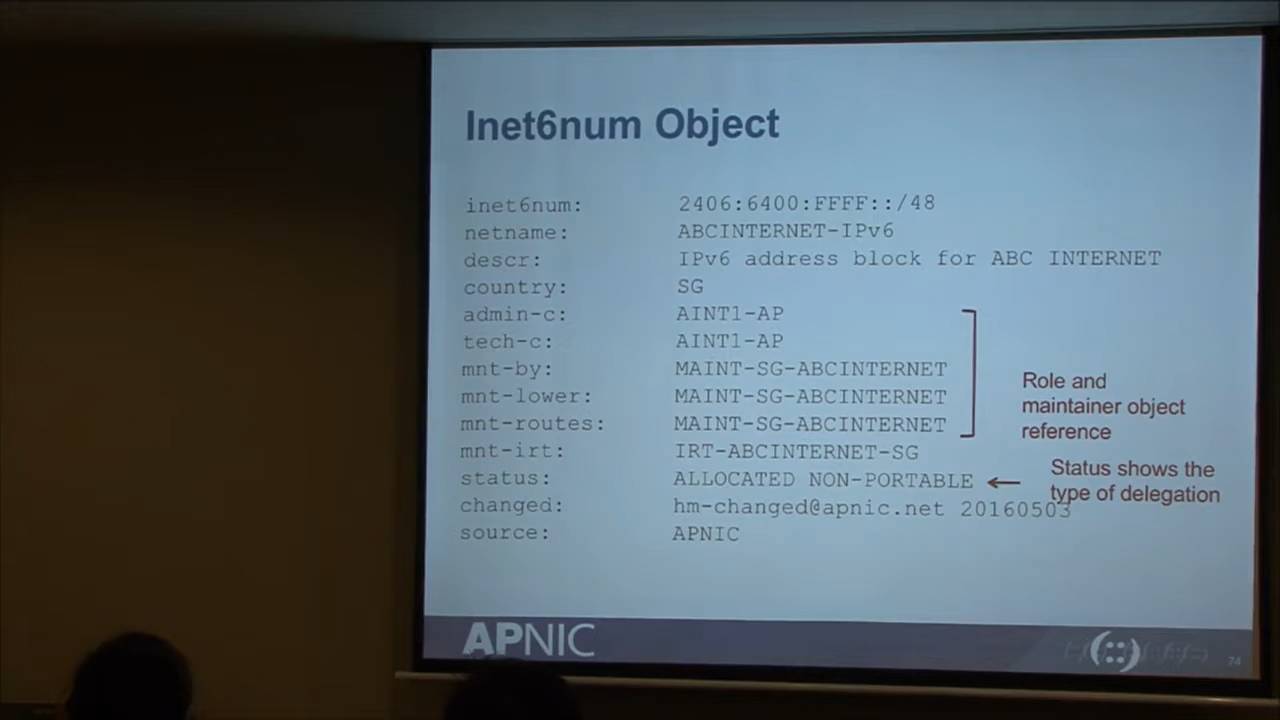 Inet6num Object
inet6num: 2406:6400:FFFF::/48
netname: ABCINTERNET-IPv6
descr: IPv6 address block for ABC INTERNET
country: SG
admin-c: AINT1-AP
tech-c: AINT1-AP
mnt-by: MAINT-SG-ABCINTERNET
mnt-lower: MAINT-SG-ABCINTERNET
mnt-routes: MAINT-SG-ABCINTERNET
Role and
maintainer object
reference
mnt-irt: IRT-ABCINTERNET-SG
status: ALLOCATED NON-PORTABLE
Status shows the
type of delegation
changed: hm-changed@apnic.net 20160503
source: APNIC
APNIC
74